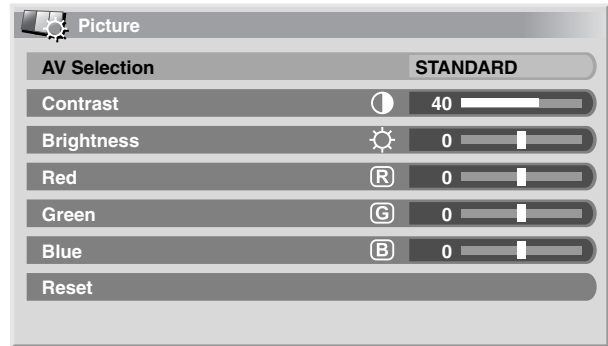 Picture
AV Selection STANDARD
Contrast 40
Brightness 0
Red R 0
Green G 0
Blue B 0
Reset